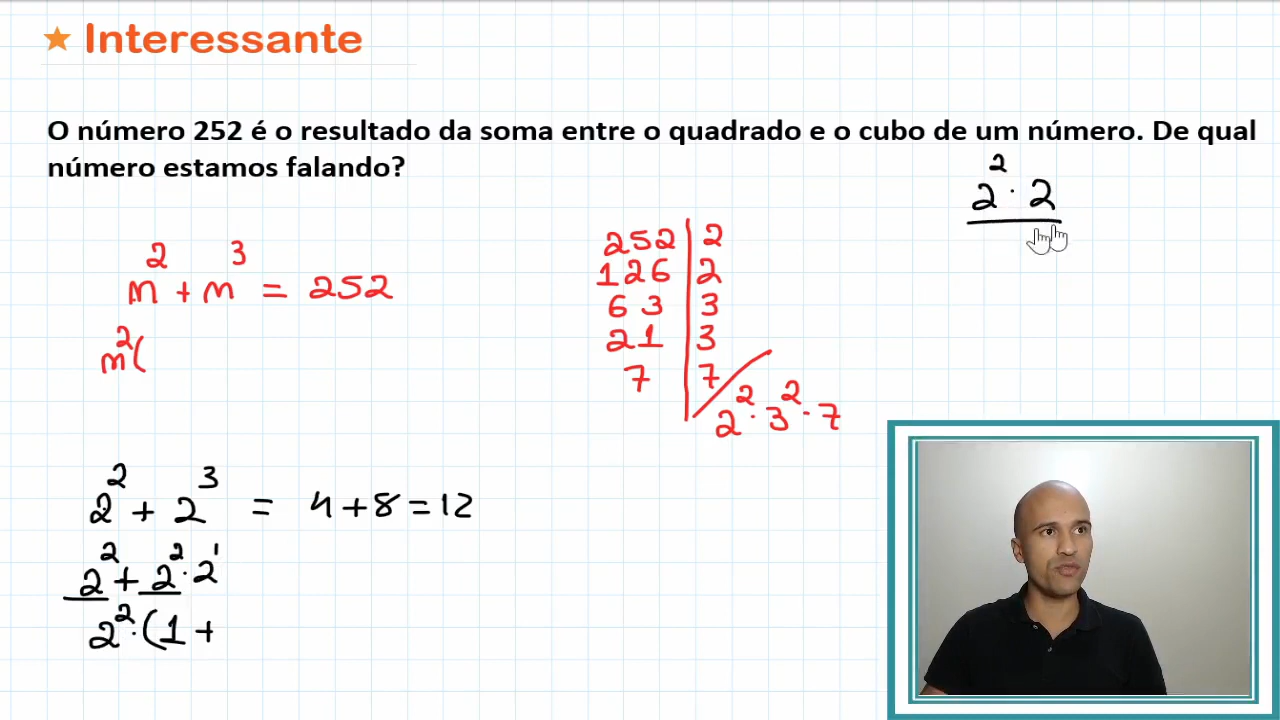 ★ Interessante
O número 252 é o resultado da soma entre o quadrado e o cubo de um número. De qual
número estamos falando?
2² · 2
m² + m³ = 252
m²(
252 | 2
126 | 2
63 | 3
21 | 3
7 | 7
2² · 3² · 7
2² + 2³ = 4 + 8 = 12
2² + 2² · 2¹
2² · (1 +